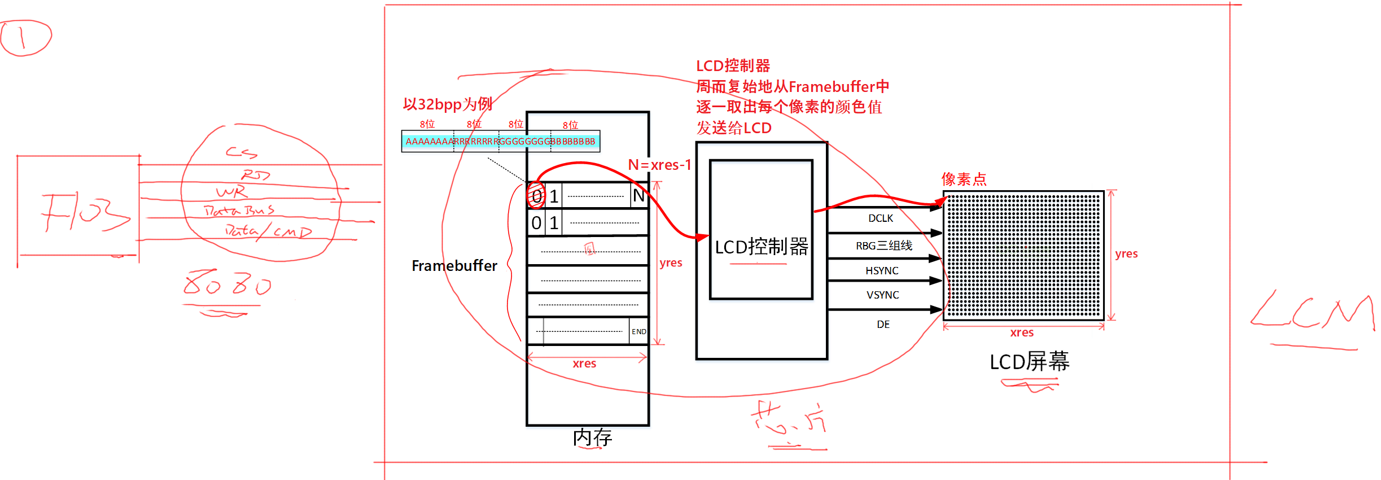 1
LCD控制器
周而复始地从Framebuffer中
逐一取出每个像素的颜色值
发送给LCD
以32bpp为例
8位 8位 8位 8位
AAAAAAAARRRRRRRRGGGGGGGGBBBBBBBB
N=xres-1
CS
RD
WR
DataBus
Data/CMD
F103
8080
0 1 N
0 1
Framebuffer
END
yres
xres
内存
LCD控制器
DCLK
RBG三组线
HSYNC
VSYNC
DE
像素点
yres
xres
LCD屏幕
LCM
芯片